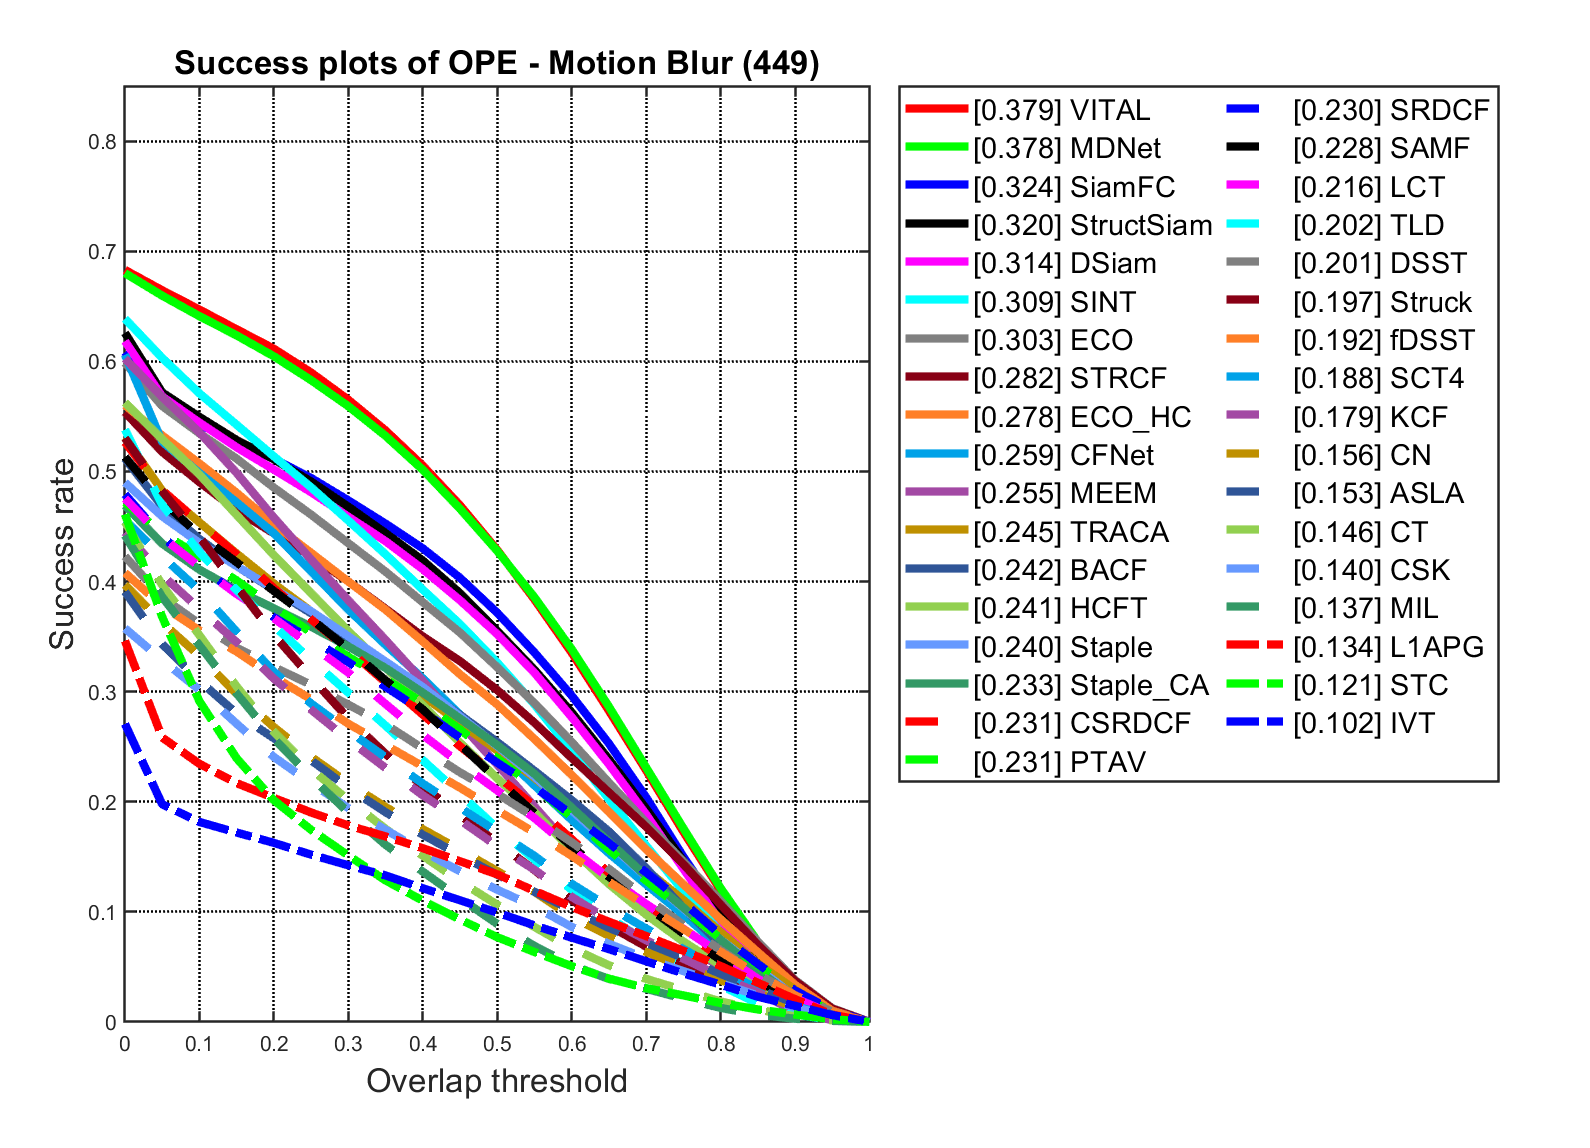 Success plots of OPE - Motion Blur (449)
Success rate
0.8
0.7
0.6
0.5
0.4
0.3
0.2
0.1
0
0 0.1 0.2 0.3 0.4 0.5 0.6 0.7 0.8 0.9 1
Overlap threshold
[0.379] VITAL
[0.378] MDNet
[0.324] SiamFC
[0.320] StructSiam
[0.314] DSiam
[0.309] SINT
[0.303] ECO
[0.282] STRCF
[0.278] ECO_HC
[0.259] CFNet
[0.255] MEEM
[0.245] TRACA
[0.242] BACF
[0.241] HCFT
[0.240] Staple
[0.233] Staple_CA
[0.231] CSRDCF
[0.231] PTAV
[0.230] SRDCF
[0.228] SAMF
[0.216] LCT
[0.202] TLD
[0.201] DSST
[0.197] Struck
[0.192] fDSST
[0.188] SCT4
[0.179] KCF
[0.156] CN
[0.153] ASLA
[0.146] CT
[0.140] CSK
[0.137] MIL
[0.134] L1APG
[0.121] STC
[0.102] IVT